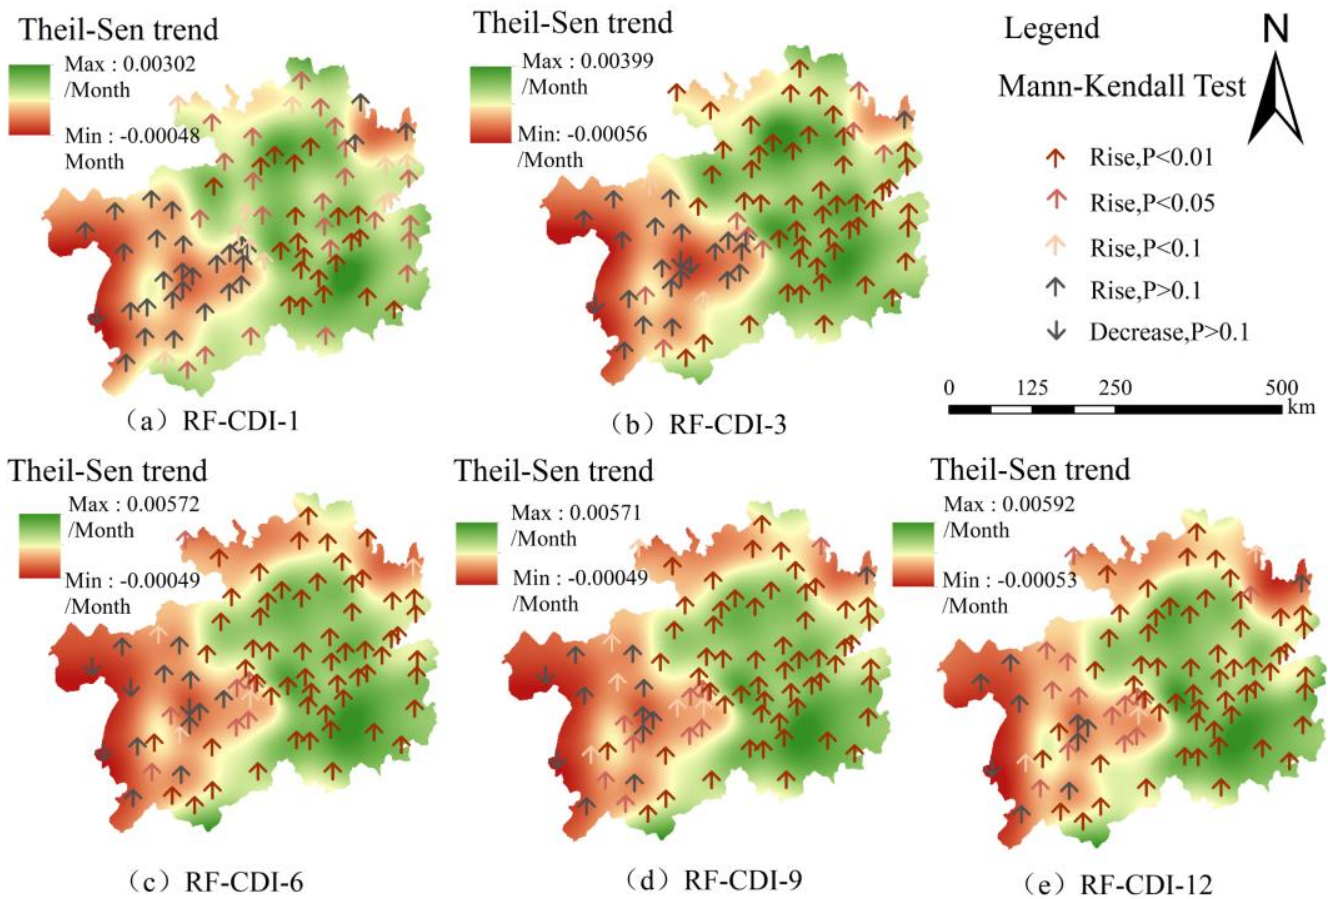 Theil-Sen trend
Max : 0.00302
/Month
Min : -0.00048
Month
(a) RF-CDI-1
Theil-Sen trend
Max : 0.00399
/Month
Min: -0.00056
/Month
(b) RF-CDI-3
Legend
N
Mann-Kendall Test
Rise,P<0.01
Rise,P<0.05
Rise,P<0.1
Rise,P>0.1
Decrease,P>0.1
0 125 250 500
km
Theil-Sen trend
Max : 0.00572
/Month
Min : -0.00049
/Month
(c) RF-CDI-6
Theil-Sen trend
Max : 0.00571
/Month
Min : -0.00049
/Month
(d) RF-CDI-9
Theil-Sen trend
Max : 0.00592
/Month
Min : -0.00053
/Month
(e) RF-CDI-12